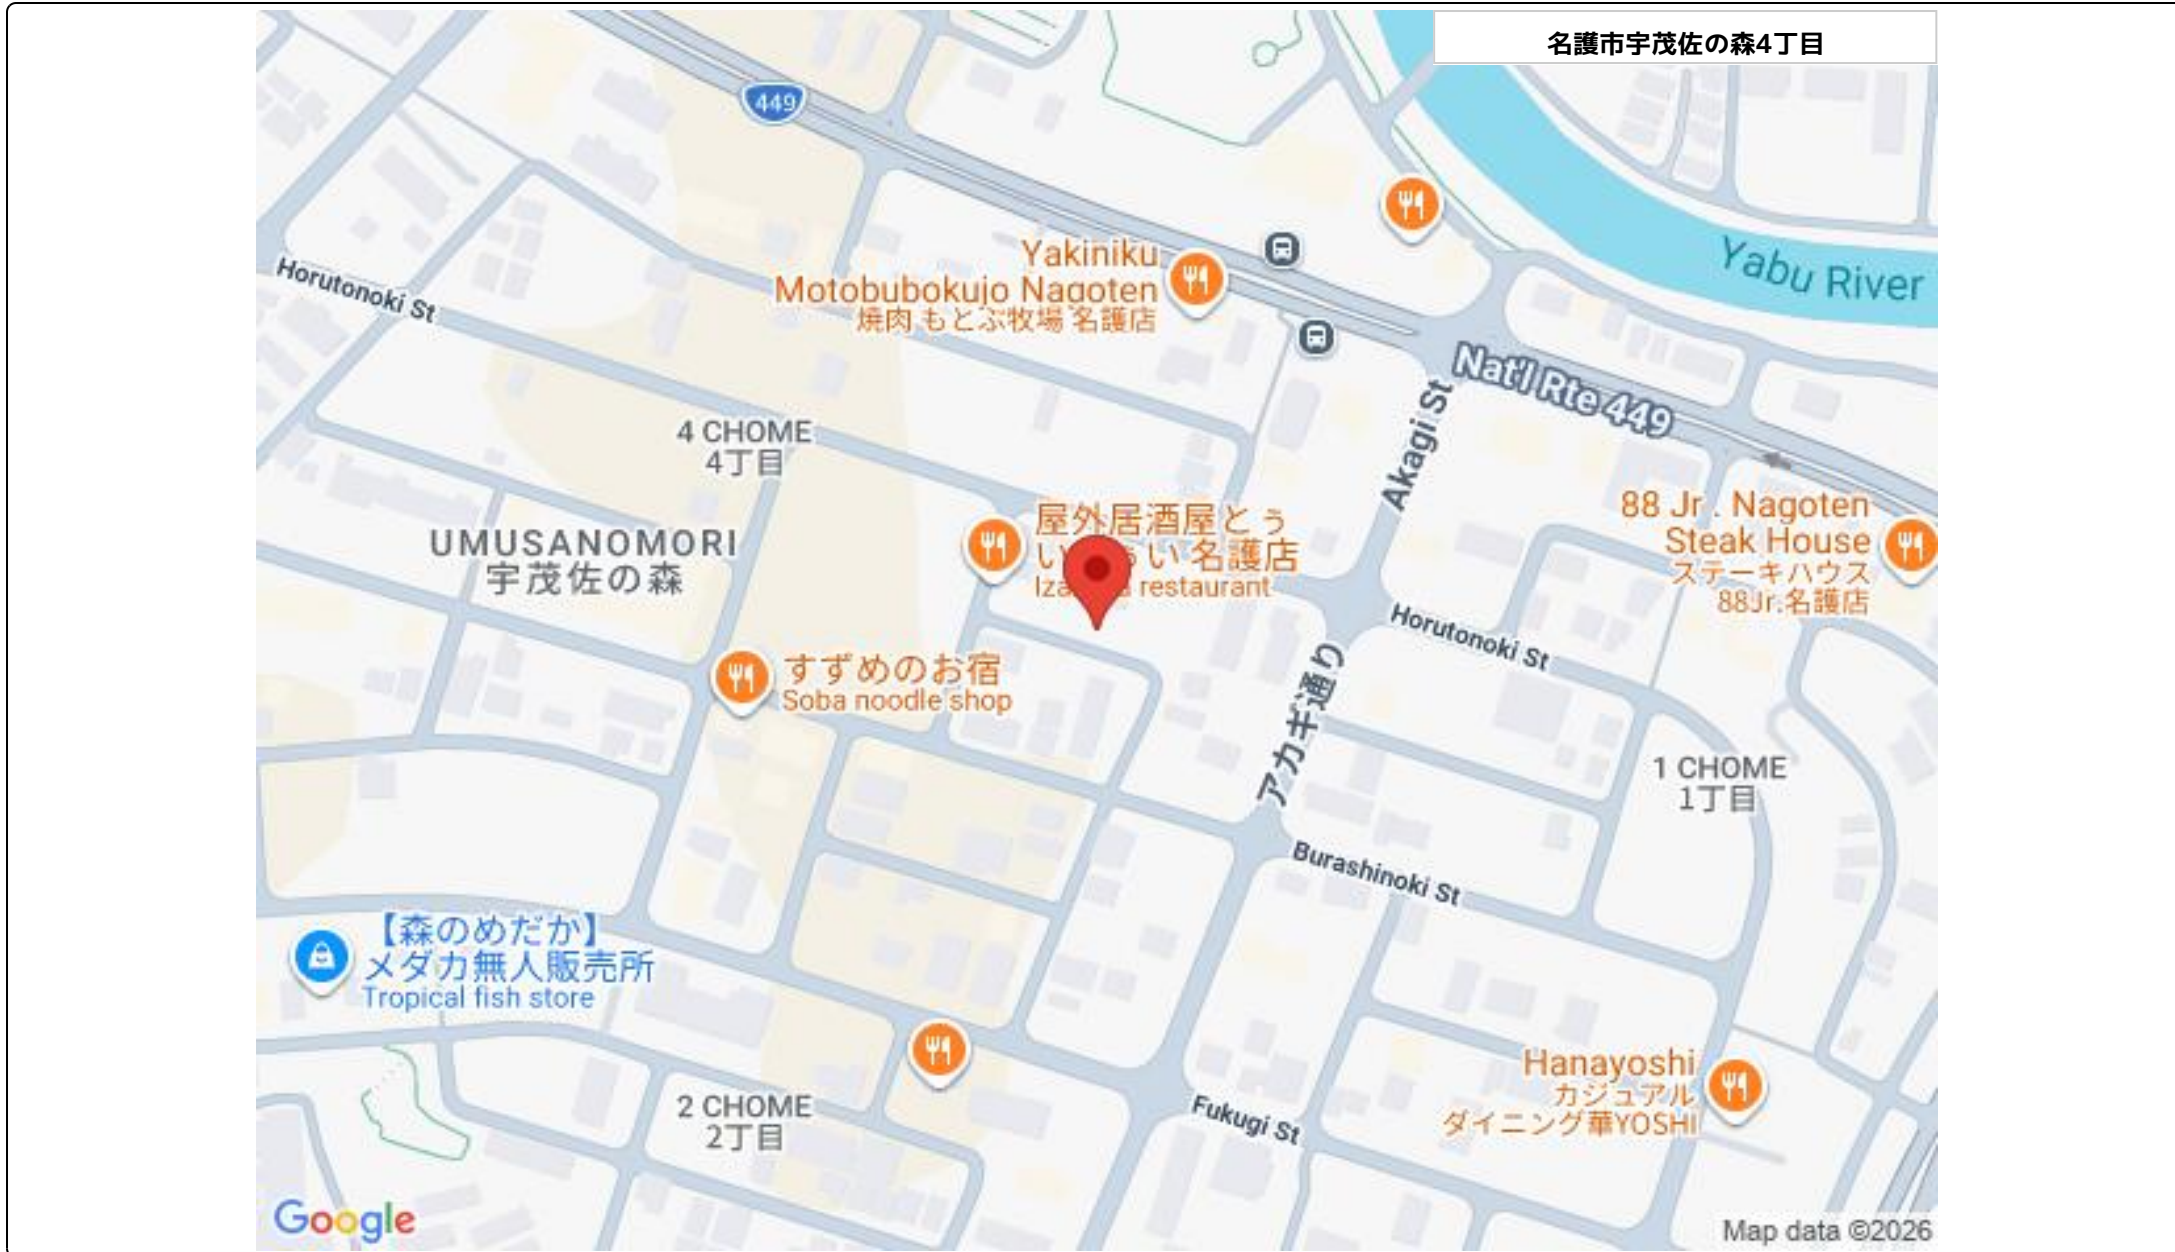 名護市宇茂佐の森4丁目
449
Yabu River
Yakiniku
Motobubokujo Nagoten
焼肉 もとぶ牧場 名護店
Horutonoki St
Nat'l Rte 449
Akagi St
4 CHOME
4丁目
88 Jr . Nagoten
Steak House
ステーキハウス
88Jr.名護店
屋外居酒屋とぅ
い 名護店
restaurant
UMUSANOMORI
宇茂佐の森
Horutonoki St
すずめのお宿
Soba noodle shop
アカギ通り
1 CHOME
1丁目
Burashinoki St
【森のめだか】
メダカ無人販売所
Tropical fish store
Hanayoshi
カジュアル
ダイニング華YOSHI
2 CHOME
2丁目
Fukugi St
Google
Map data ©2026